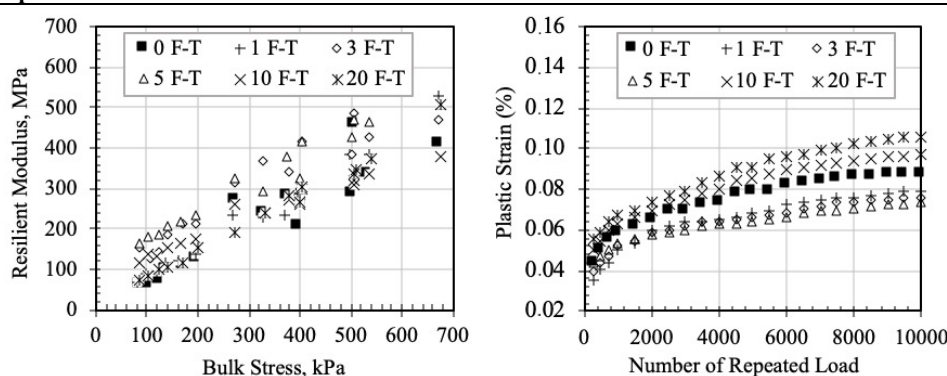 700
600
500
400
300
200
100
0
0 100 200 300 400 500 600 700
Resilient Modulus, MPa
Bulk Stress, kPa
0 F-T 1 F-T 3 F-T
5 F-T 10 F-T 20 F-T
0.16
0.14
0.12
0.10
0.08
0.06
0.04
0.02
0 2000 4000 6000 8000 10000
Plastic Strain (%)
Number of Repeated Load
0 F-T 1 F-T 3 F-T
5 F-T 10 F-T 20 F-T